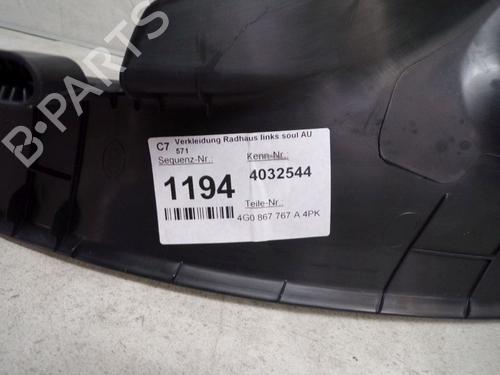 C7 Verkleidung Radhaus links soul AU
571
Sequenz-Nr.: Kenn-Nr.:
1194 4032544
Teile-Nr.:
4G0 867 767 A 4PK
B-PARTS